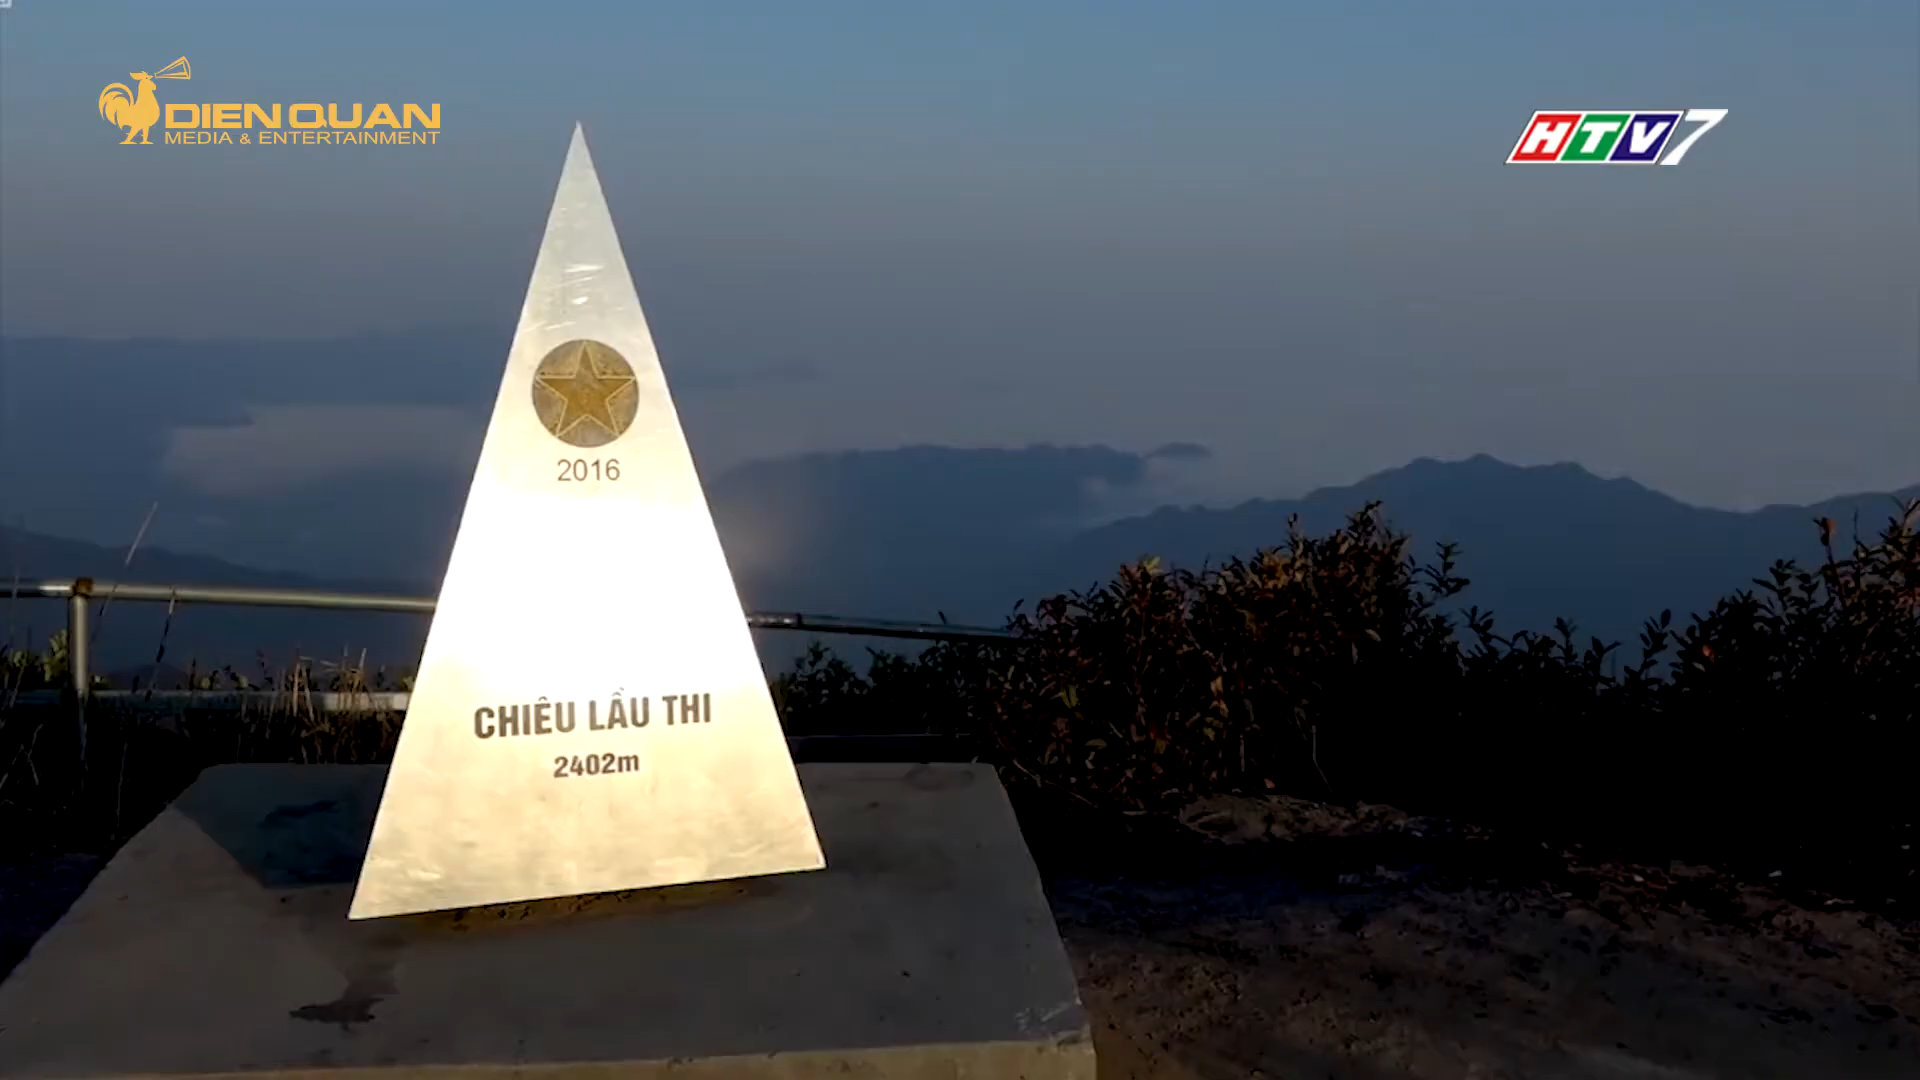 DIEN QUAN
MEDIA & ENTERTAINMENT
HTV7
2016
CHIÊU LẦU THI
2402m